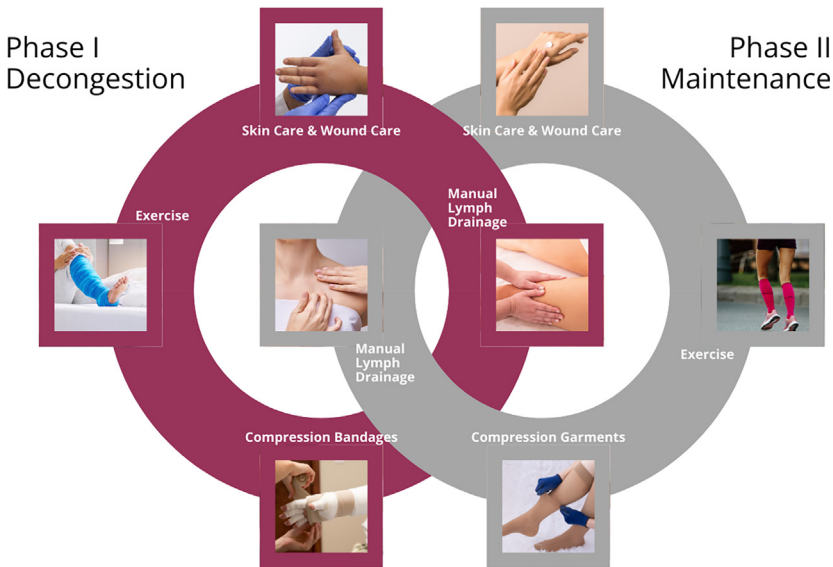 Phase I
Decongestion
Phase II
Maintenance
Skin Care & Wound Care
Skin Care & Wound Care
Exercise
Manual
Lymph
Drainage
Manual
Lymph
Drainage
Exercise
Compression Bandages
Compression Garments